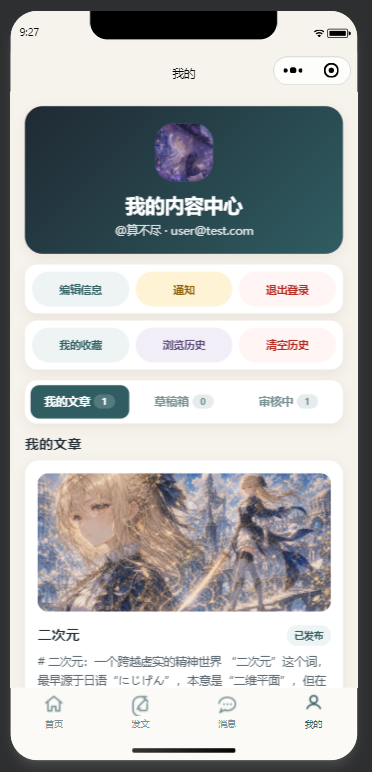 9:27
我的
我的内容中心
@算不尽 · user@test.com
编辑信息
通知
退出登录
我的收藏
浏览历史
清空历史
我的文章 1
草稿箱 0
审核中 1
我的文章
二次元
已发布
# 二次元：一个跨越虚实的精神世界 “二次元”这个词，
最早源于日语“にじげん”，本意是“二维平面”，但在
首页
发文
消息
我的